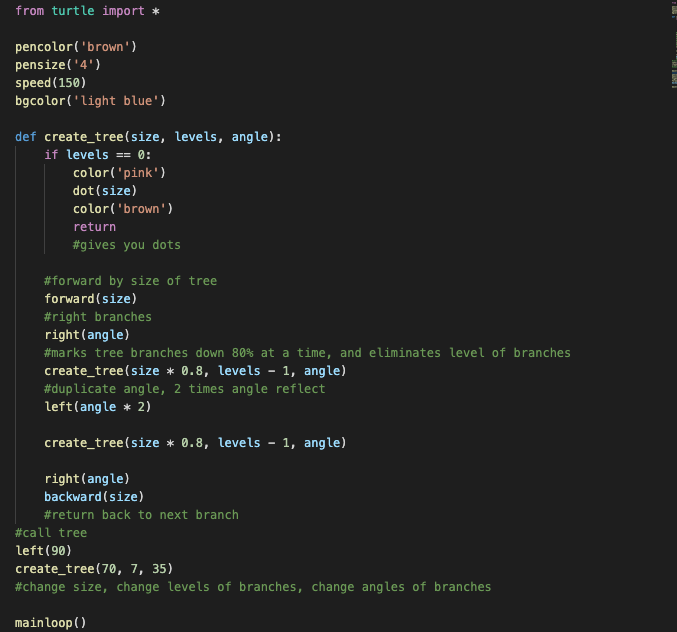 from turtle import *
pencolor('brown')
pensize('4')
speed(150)
bgcolor('light blue')
def create_tree(size, levels, angle):
if levels == 0:
color('pink')
dot(size)
color('brown')
return
#gives you dots
#forward by size of tree
forward(size)
#right branches
right(angle)
#marks tree branches down 80% at a time, and eliminates level of branches
create_tree(size * 0.8, levels - 1, angle)
#duplicate angle, 2 times angle reflect
left(angle * 2)
create_tree(size * 0.8, levels - 1, angle)
right(angle)
backward(size)
#return back to next branch
#call tree
left(90)
create_tree(70, 7, 35)
#change size, change levels of branches, change angles of branches
mainloop()